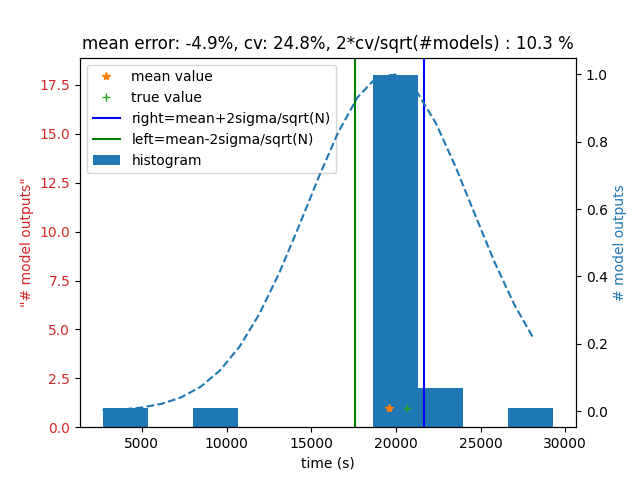 mean error: -4.9%, cv: 24.8%, 2*cv/sqrt(#models) : 10.3 %
mean value
true value
right=mean+2sigma/sqrt(N)
left=mean-2sigma/sqrt(N)
histogram
"# model outputs"
17.5
15.0
12.5
10.0
7.5
5.0
2.5
0.0
5000 10000 15000 20000 25000 30000
time (s)
1.0
0.8
0.6
0.4
0.2
0.0
# model outputs